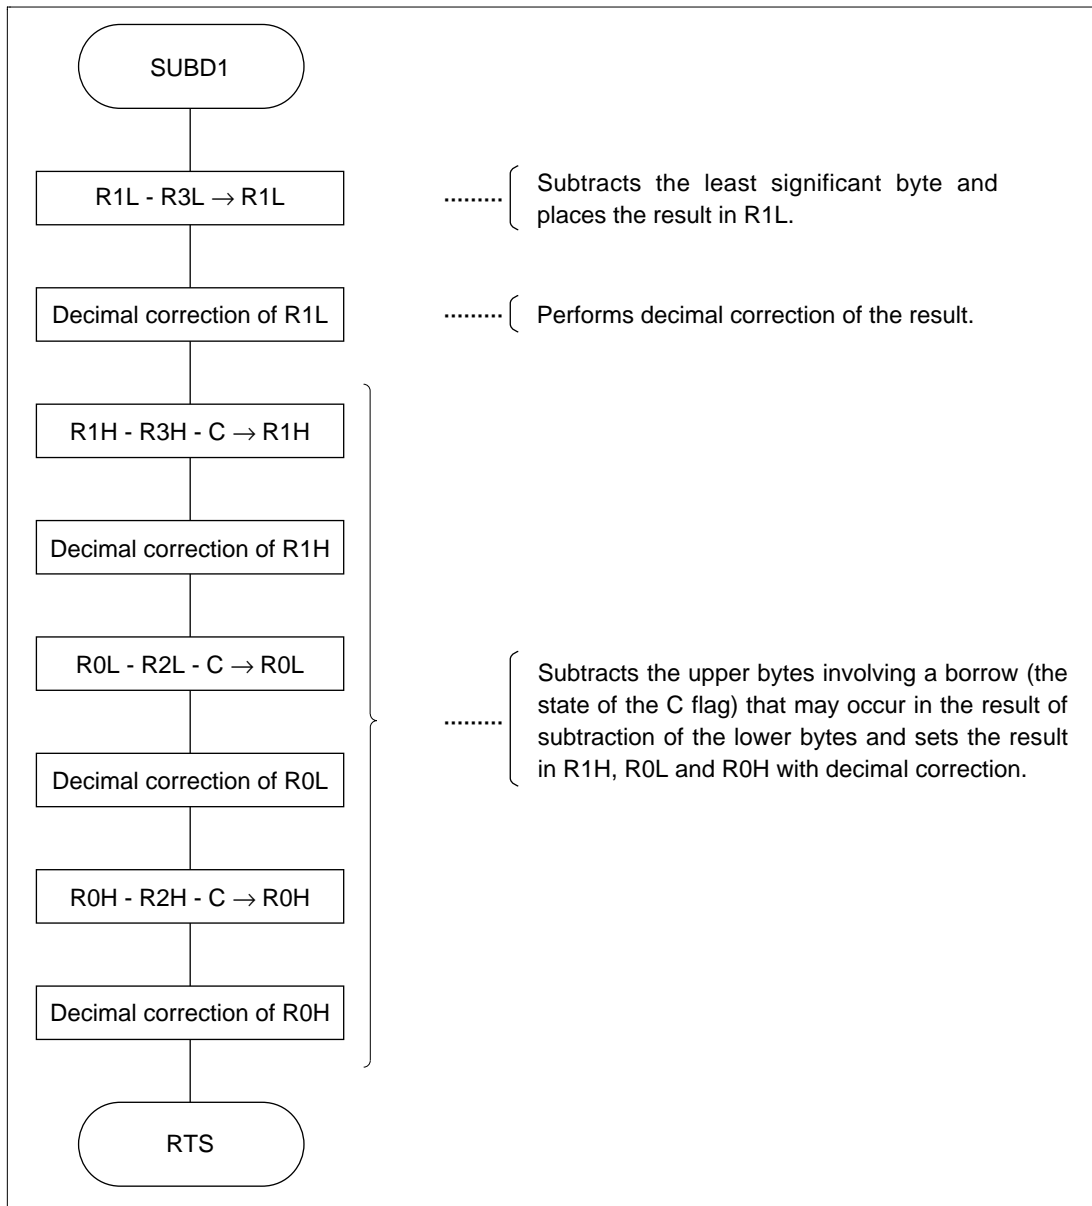 SUBD1
R1L - R3L → R1L
Subtracts the least significant byte and
places the result in R1L.
Decimal correction of R1L
Performs decimal correction of the result.
R1H - R3H - C → R1H
Decimal correction of R1H
R0L - R2L - C → R0L
Subtracts the upper bytes involving a borrow (the
state of the C flag) that may occur in the result of
subtraction of the lower bytes and sets the result
in R1H, R0L and R0H with decimal correction.
Decimal correction of R0L
R0H - R2H - C → R0H
Decimal correction of R0H
RTS